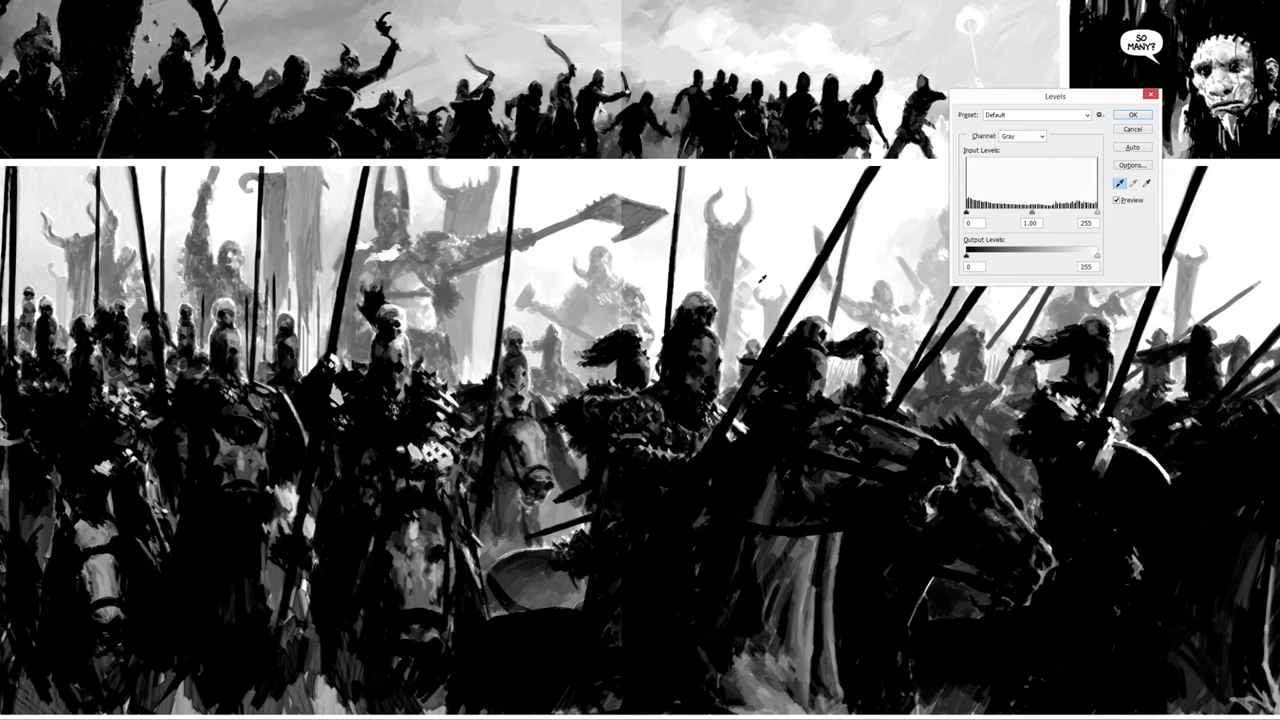 SO
MANY?
Levels
Preset: Default
OK
Channel: Gray
Cancel
Input Levels:
Auto
Options...
Preview
0 1.00 255
Output Levels:
0 255